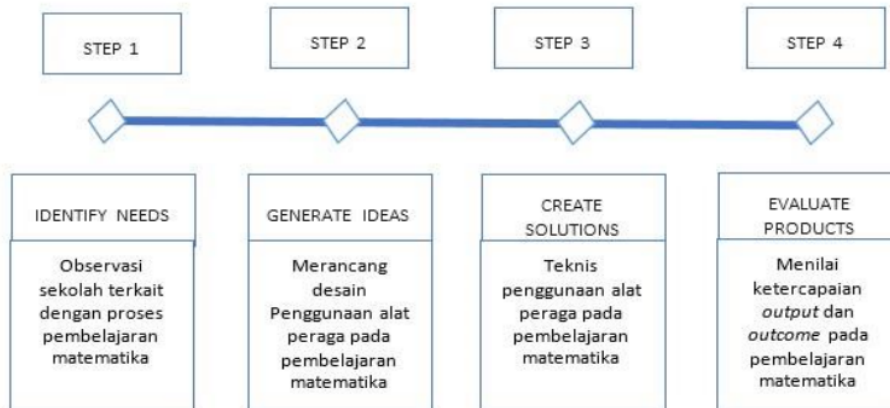 STEP 1
STEP 2
STEP 3
STEP 4
IDENTIFY NEEDS
Observasi
sekolah terkait
dengan proses
pembelajaran
matematika
GENERATE IDEAS
Merancang
desain
Penggunaan alat
peraga pada
pembelajaran
matematika
CREATE
SOLUTIONS
Teknis
penggunaan alat
peraga pada
pembelajaran
matematika
EVALUATE
PRODUCTS
Menilai
ketercapaian
output dan
outcome pada
pembelajaran
matematika